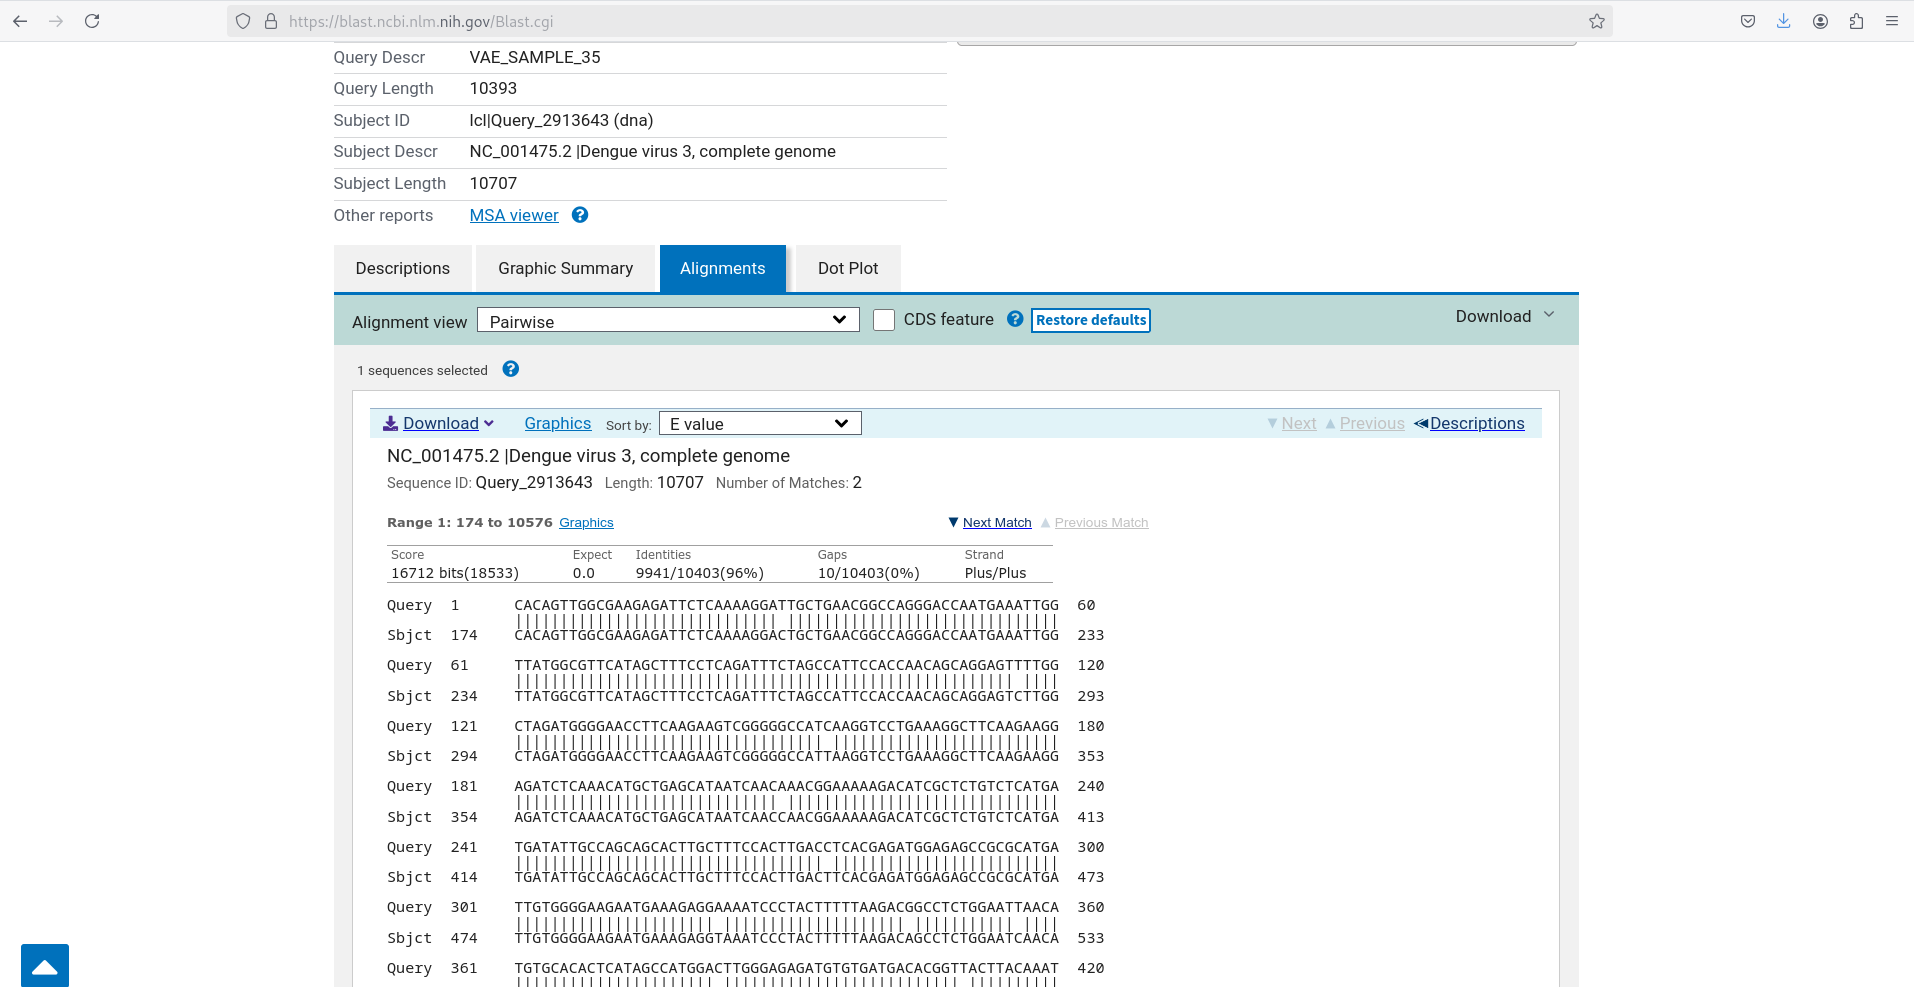 https://blast.ncbi.nlm.nih.gov/Blast.cgi
Query Descr VAE_SAMPLE_35
Query Length 10393
Subject ID lcl|Query_2913643 (dna)
Subject Descr NC_001475.2 |Dengue virus 3, complete genome
Subject Length 10707
Other reports MSA viewer ?
Descriptions Graphic Summary Alignments Dot Plot
Alignment view Pairwise CDS feature ? Restore defaults Download
1 sequences selected ?
Download Graphics Sort by: E value Next Previous Descriptions
NC_001475.2 |Dengue virus 3, complete genome
Sequence ID: Query_2913643 Length: 10707 Number of Matches: 2
Range 1: 174 to 10576 Graphics Next Match Previous Match
Score Expect Identities Gaps Strand
16712 bits(18533) 0.0 9941/10403(96%) 10/10403(0%) Plus/Plus
Query 1 CACAGTTGGCGAAGAGATTCTCAAAAGGATTGCTGAACGGCCAGGGACCAATGAAATTGG 60
Sbjct 174 CACAGTTGGCGAAGAGATTCTCAAAAGGACTGCTGAACGGCCAGGGACCAATGAAATTGG 233
Query 61 TTATGGCGTTCATAGCTTTCCTCAGATTTCTAGCCATTCCACCAACAGCAGGAGTTTTGG 120
Sbjct 234 TTATGGCGTTCATAGCTTTCCTCAGATTTCTAGCCATTCCACCAACAGCAGGAGTCTTGG 293
Query 121 CTAGATGGGGAACCTTCAAGAAGTCGGGGGCCATCAAGGTCCTGAAAGGCTTCAAGAAGG 180
Sbjct 294 CTAGATGGGGAACCTTCAAGAAGTCGGGGGCCATTAAGGTCCTGAAAGGCTTCAAGAAGG 353
Query 181 AGATCTCAAACATGCTGAGCATAATCAACAAACGGAAAAAGACATCGCTCTGTCTCATGA 240
Sbjct 354 AGATCTCAAACATGCTGAGCATAATCAACCAACGGAAAAAGACATCGCTCTGTCTCATGA 413
Query 241 TGATATTGCCAGCAGCACTTGCTTTCCACTTGACCTCACGAGATGGAGAGCCGCGCATGA 300
Sbjct 414 TGATATTGCCAGCAGCACTTGCTTTCCACTTGACTTCACGAGATGGAGAGCCGCGCATGA 473
Query 301 TTGTGGGGAAGAATGAAAGAGGAAAATCCCTACTTTTTAAGACGGCCTCTGGAATTAACA 360
Sbjct 474 TTGTGGGGAAGAATGAAAGAGGTAAATCCCTACTTTTTAAGACAGCCTCTGGAATCAACA 533
Query 361 TGTGCACACTCATAGCCATGGACTTGGGAGAGATGTGTGATGACACGGTTACTTACAAAT 420